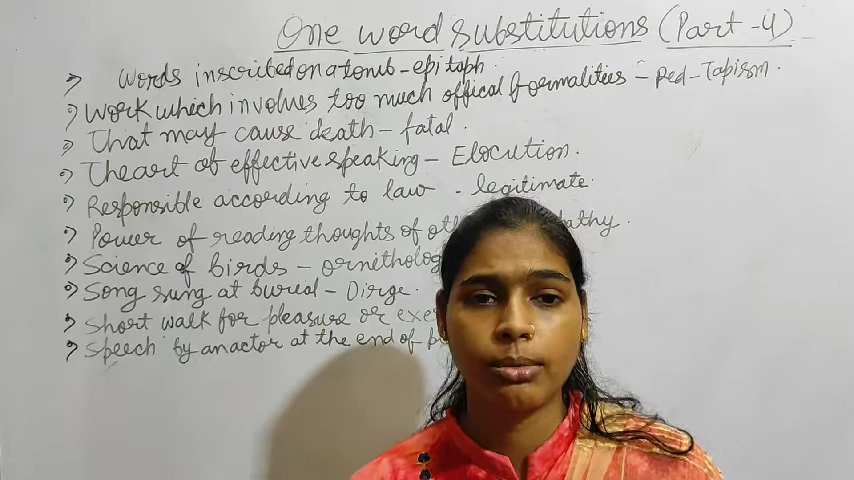 One word substitutions (Part -4)
words inscribed on a tomb - epitaph
work which involves too much offical formalities - Red-Tapism.
That may cause death - fatal.
The art of effective speaking - Elocution.
Responsible according to law - legitimate.
Power of reading thoughts of
Science of birds -
Song sung at burial - Dirge.
Short walk for pleasure or
Speech by an actor at the end of